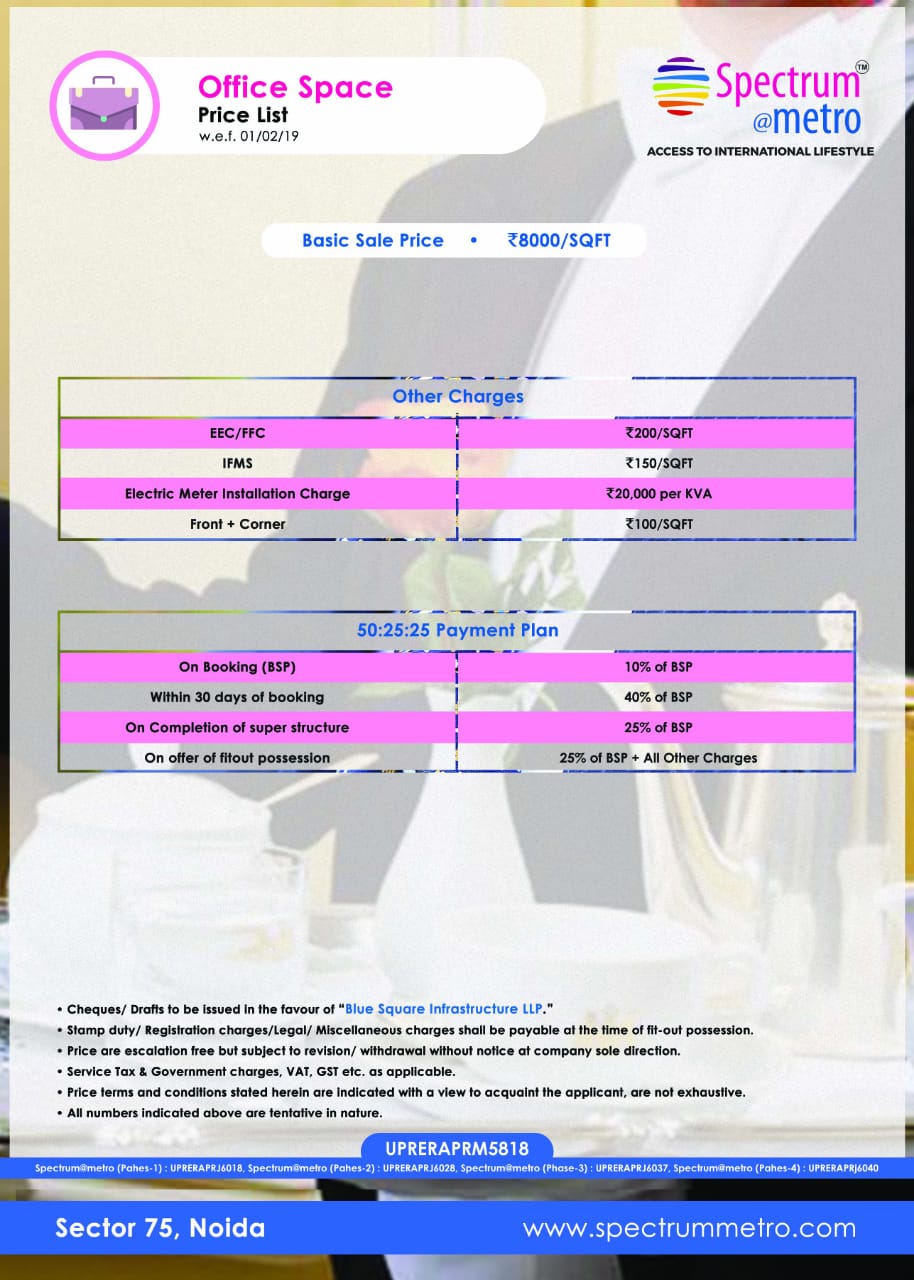 Office Space
Price List
w.e.f. 01/02/19
Spectrum TM
@metro
ACCESS TO INTERNATIONAL LIFESTYLE
Basic Sale Price • ₹8000/SQFT
Other Charges
EEC/FFC ₹200/SQFT
IFMS ₹150/SQFT
Electric Meter Installation Charge ₹20,000 per KVA
Front + Corner ₹100/SQFT
50:25:25 Payment Plan
On Booking (BSP) 10% of BSP
Within 30 days of booking 40% of BSP
On Completion of super structure 25% of BSP
On offer of fitout possession 25% of BSP + All Other Charges
• Cheques/ Drafts to be issued in the favour of “Blue Square Infrastructure LLP.”
• Stamp duty/ Registration charges/Legal/ Miscellaneous charges shall be payable at the time of fit-out possession.
• Price are escalation free but subject to revision/ withdrawal without notice at company sole direction.
• Service Tax & Government charges, VAT, GST etc. as applicable.
• Price terms and conditions stated herein are indicated with a view to acquaint the applicant, are not exhaustive.
• All numbers indicated above are tentative in nature.
UPRERAPRM5818
Spectrum@metro (Pahes-1) : UPRERAPRJ6018, Spectrum@metro (Pahes-2) : UPRERAPRJ6028, Spectrum@metro (Phase-3) : UPRERAPRJ6037, Spectrum@metro (Pahes-4) : UPRERAPRJ6040
Sector 75, Noida www.spectrummetro.com